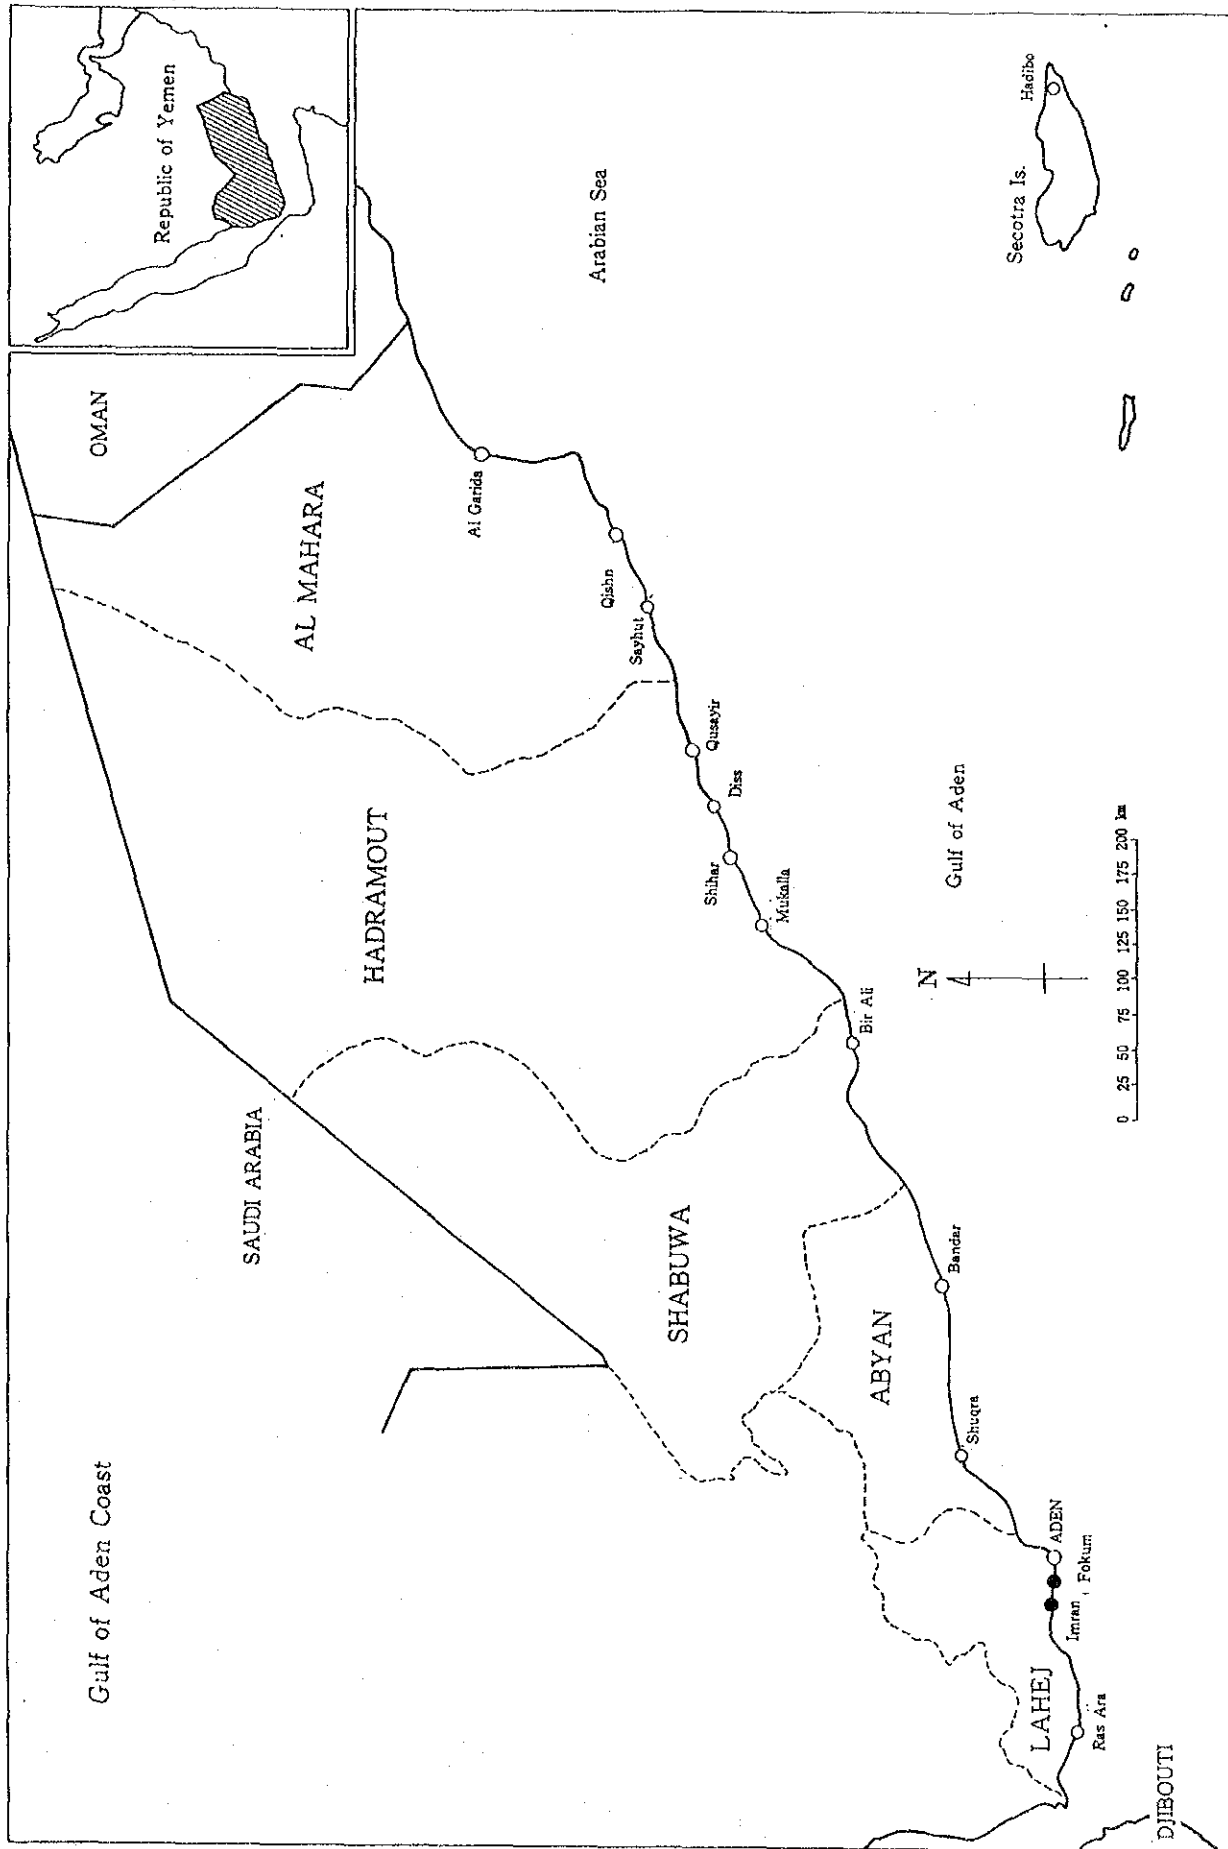 Gulf of Aden Coast
Republic of Yemen
OMAN
SAUDI ARABIA
AL MAHARA
HADRAMOUT
SHABUWA
ABYAN
LAHEJ
DJIBOUTI
Al Garida
Qishn
Sayhut
Qusayir
Diss
Shihar
Mukalla
Bir Ali
Bandar
Shuqra
ADEN
Fokum
Imran
Ras Ara
Arabian Sea
Gulf of Aden
Secotra Is.
Hadibo
N
0 25 50 75 100 125 150 175 200 km